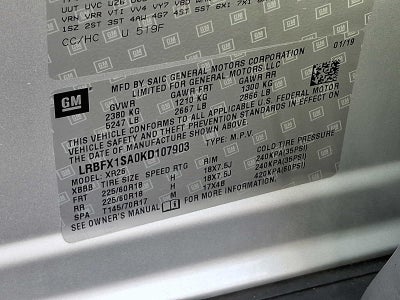 CC/HC U 519F
GM
01/19
MFD BY SAIC GENERAL MOTORS CORPORATION
LIMITED FOR GENERAL MOTORS LLC
GVWR GAWR FRT GAWR RR
2380 KG 1210 KG 1300 KG
5247 LB 2667 LB 2866 LB
THIS VEHICLE CONFORMS TO ALL APPLICABLE U.S. FEDERAL MOTOR
VEHICLE SAFETY AND THEFT PREVENTION STANDARDS IN EFFECT ON
THE DATE OF MANUFACTURE SHOWN ABOVE
LRBFX1SA0KD107903 TYPE: M.P.V
MODEL: XR26
XBBB TIRE SIZE SPEED RTG RIM COLD TIRE PRESSURE
FRT 225/60R18 H 18X7.5J 240KPA(35PSI)
RR 225/60R18 H 18X7.5J 240KPA(35PSI)
SPA T145/70R17 M 17X4B 420KPA(60PSI)
SEE OWNER'S MANUAL FOR MORE INFORMATION.